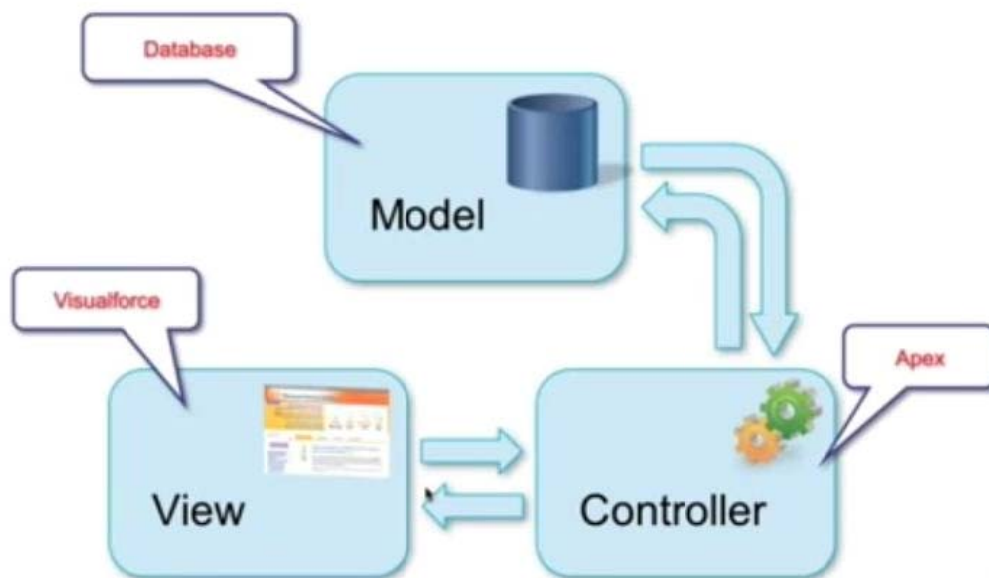 Database
Model
Visualforce
Apex
View
Controller